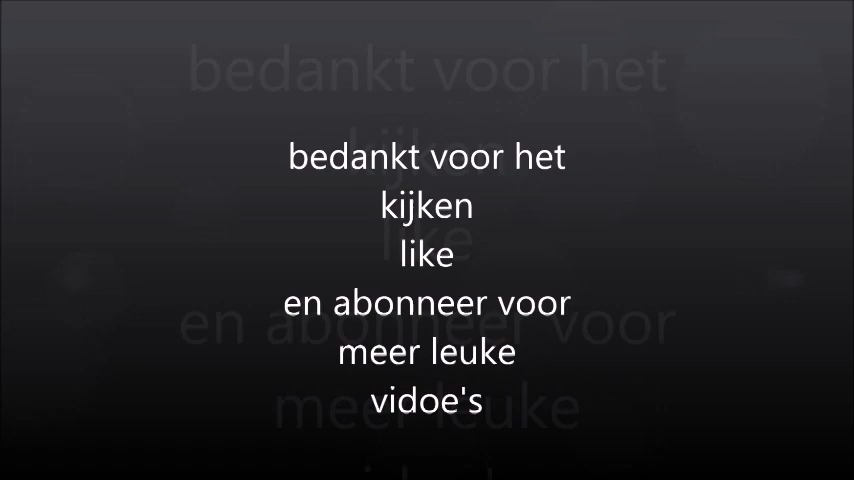 bedankt voor het
kijken
like
en abonneer voor
meer leuke
vidoe's